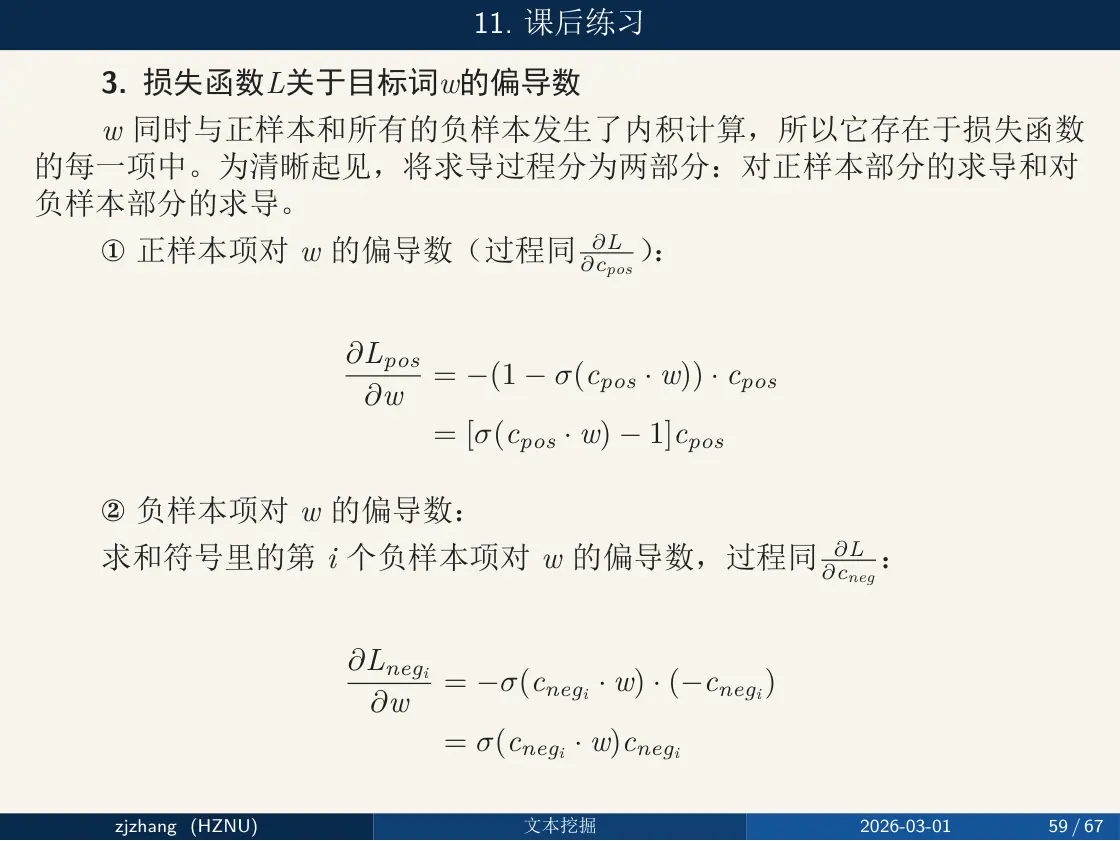 11. 课后练习
3. 损失函数L关于目标词w的偏导数
w 同时与正样本和所有的负样本发生了内积计算，所以它存在于损失函数
的每一项中。为清晰起见，将求导过程分为两部分：对正样本部分的求导和对
负样本部分的求导。
① 正样本项对 w 的偏导数（过程同 ∂L/∂c_pos）：
∂L_pos/∂w = −(1 − σ(c_pos · w)) · c_pos
= [σ(c_pos · w) − 1]c_pos
② 负样本项对 w 的偏导数：
求和符号里的第 i 个负样本项对 w 的偏导数，过程同 ∂L/∂c_neg：
∂L_neg_i/∂w = −σ(c_neg_i · w) · (−c_neg_i)
= σ(c_neg_i · w)c_neg_i
zjzhang (HZNU) 文本挖掘 2026-03-01 59 / 67